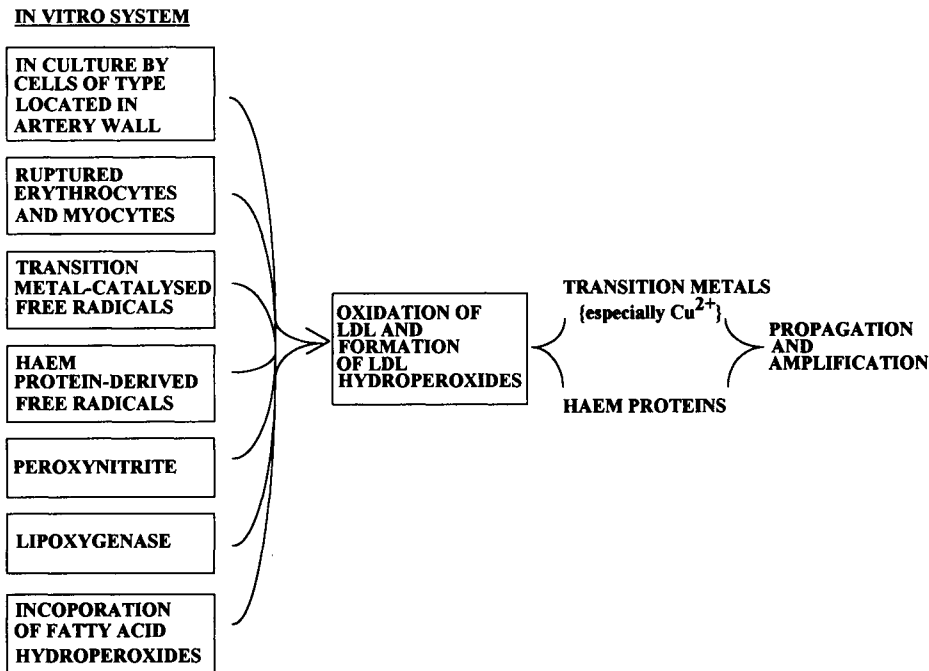 IN VITRO SYSTEM
IN CULTURE BY
CELLS OF TYPE
LOCATED IN
ARTERY WALL
RUPTURED
ERYTHROCYTES
AND MYOCYTES
TRANSITION
METAL-CATALYSED
FREE RADICALS
HAEM
PROTEIN-DERIVED
FREE RADICALS
PEROXYNITRITE
LIPOXYGENASE
INCOPORATION
OF FATTY ACID
HYDROPEROXIDES
OXIDATION OF
LDL AND
FORMATION
OF LDL
HYDROPEROXIDES
TRANSITION METALS
{especially Cu²⁺}
HAEM PROTEINS
PROPAGATION
AND
AMPLIFICATION